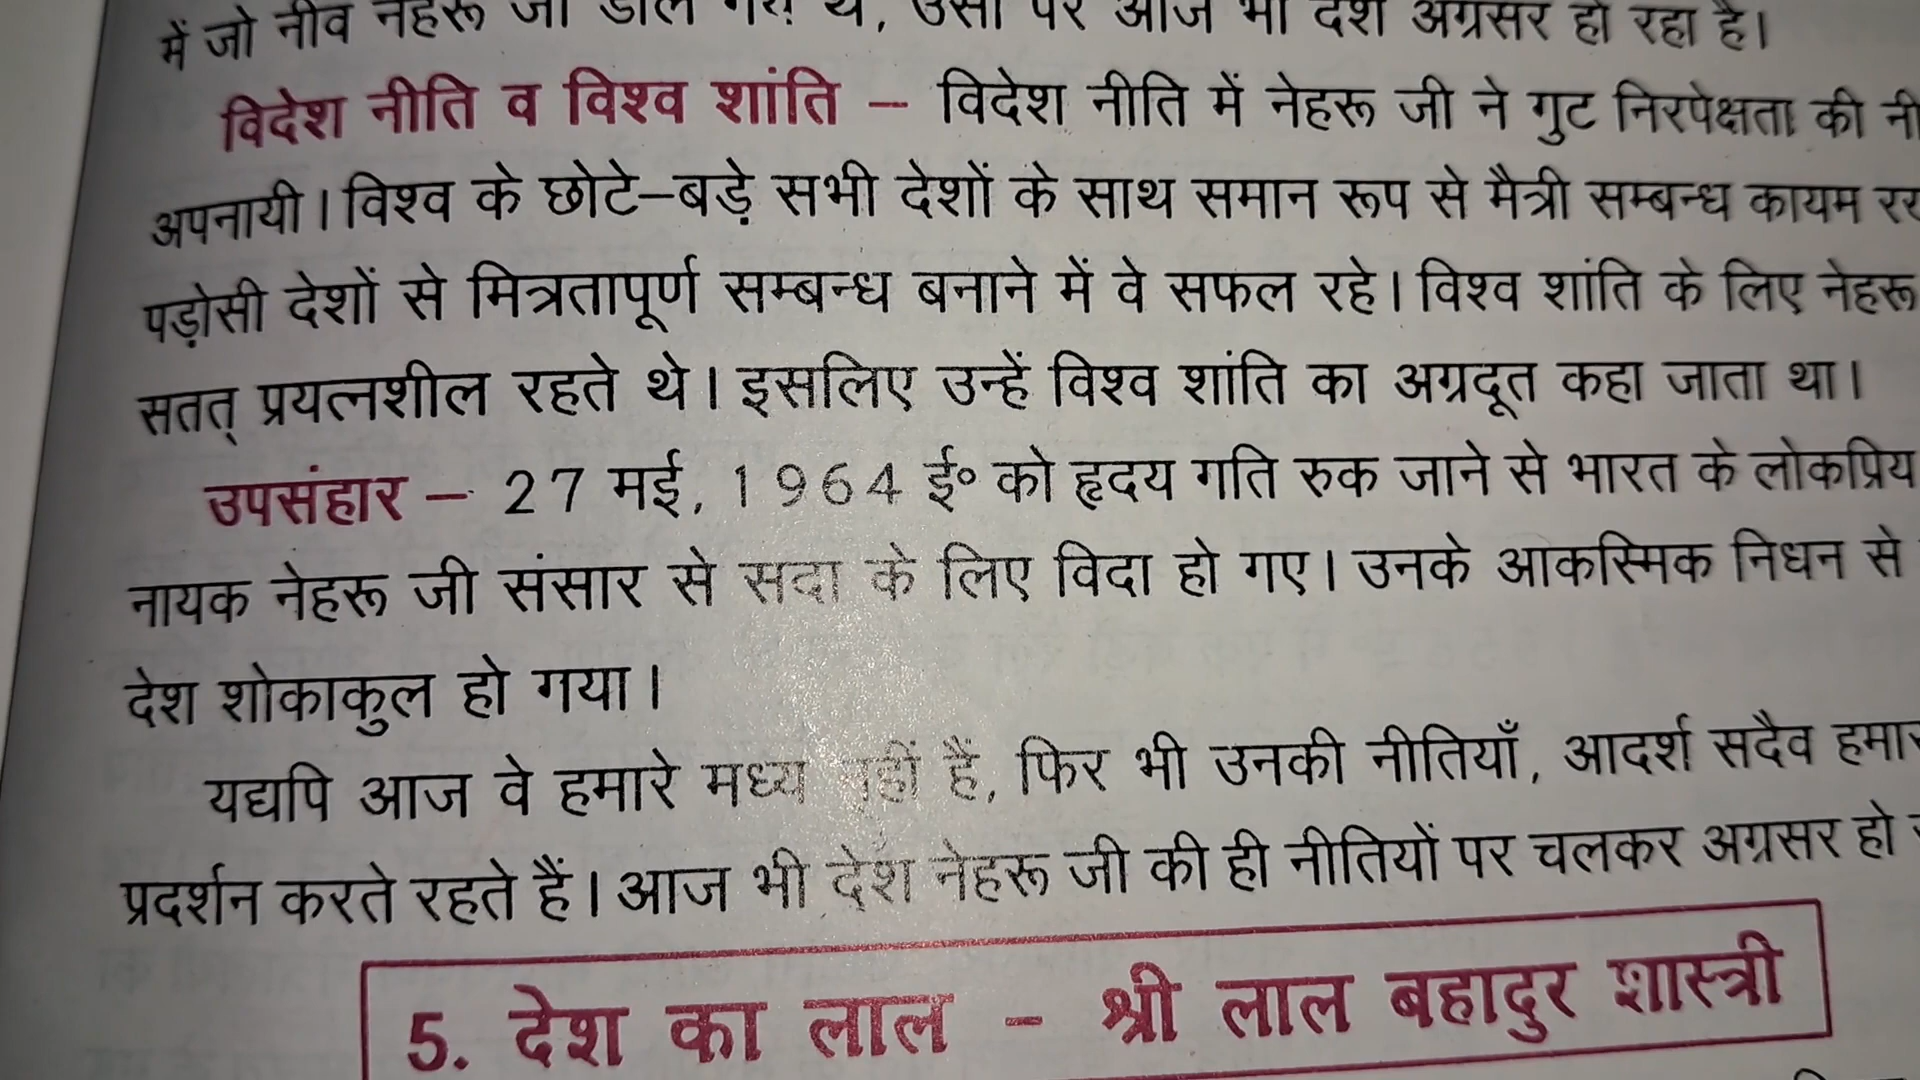 में जो नींव नेहरू जी डाल गए थे, उसी पर आज भी देश अग्रसर हो रहा है।
विदेश नीति व विश्व शांति – विदेश नीति में नेहरू जी ने गुट निरपेक्षता की
अपनायी। विश्व के छोटे–बड़े सभी देशों के साथ समान रूप से मैत्री सम्बन्ध कायम
पड़ोसी देशों से मित्रतापूर्ण सम्बन्ध बनाने में वे सफल रहे। विश्व शांति के लिए नेहरू
सतत् प्रयत्नशील रहते थे। इसलिए उन्हें विश्व शांति का अग्रदूत कहा जाता था।
उपसंहार – 27 मई, 1964 ई० को हृदय गति रुक जाने से भारत के लोकप्रिय
नायक नेहरू जी संसार से सदा के लिए विदा हो गए। उनके आकस्मिक निधन से
देश शोकाकुल हो गया।
यद्यपि आज वे हमारे मध्य नहीं हैं, फिर भी उनकी नीतियाँ, आदर्श सदैव
प्रदर्शन करते रहते हैं। आज भी देश नेहरू जी की ही नीतियों पर चलकर अग्रसर हो
5. देश का लाल – श्री लाल बहादुर शास्त्री